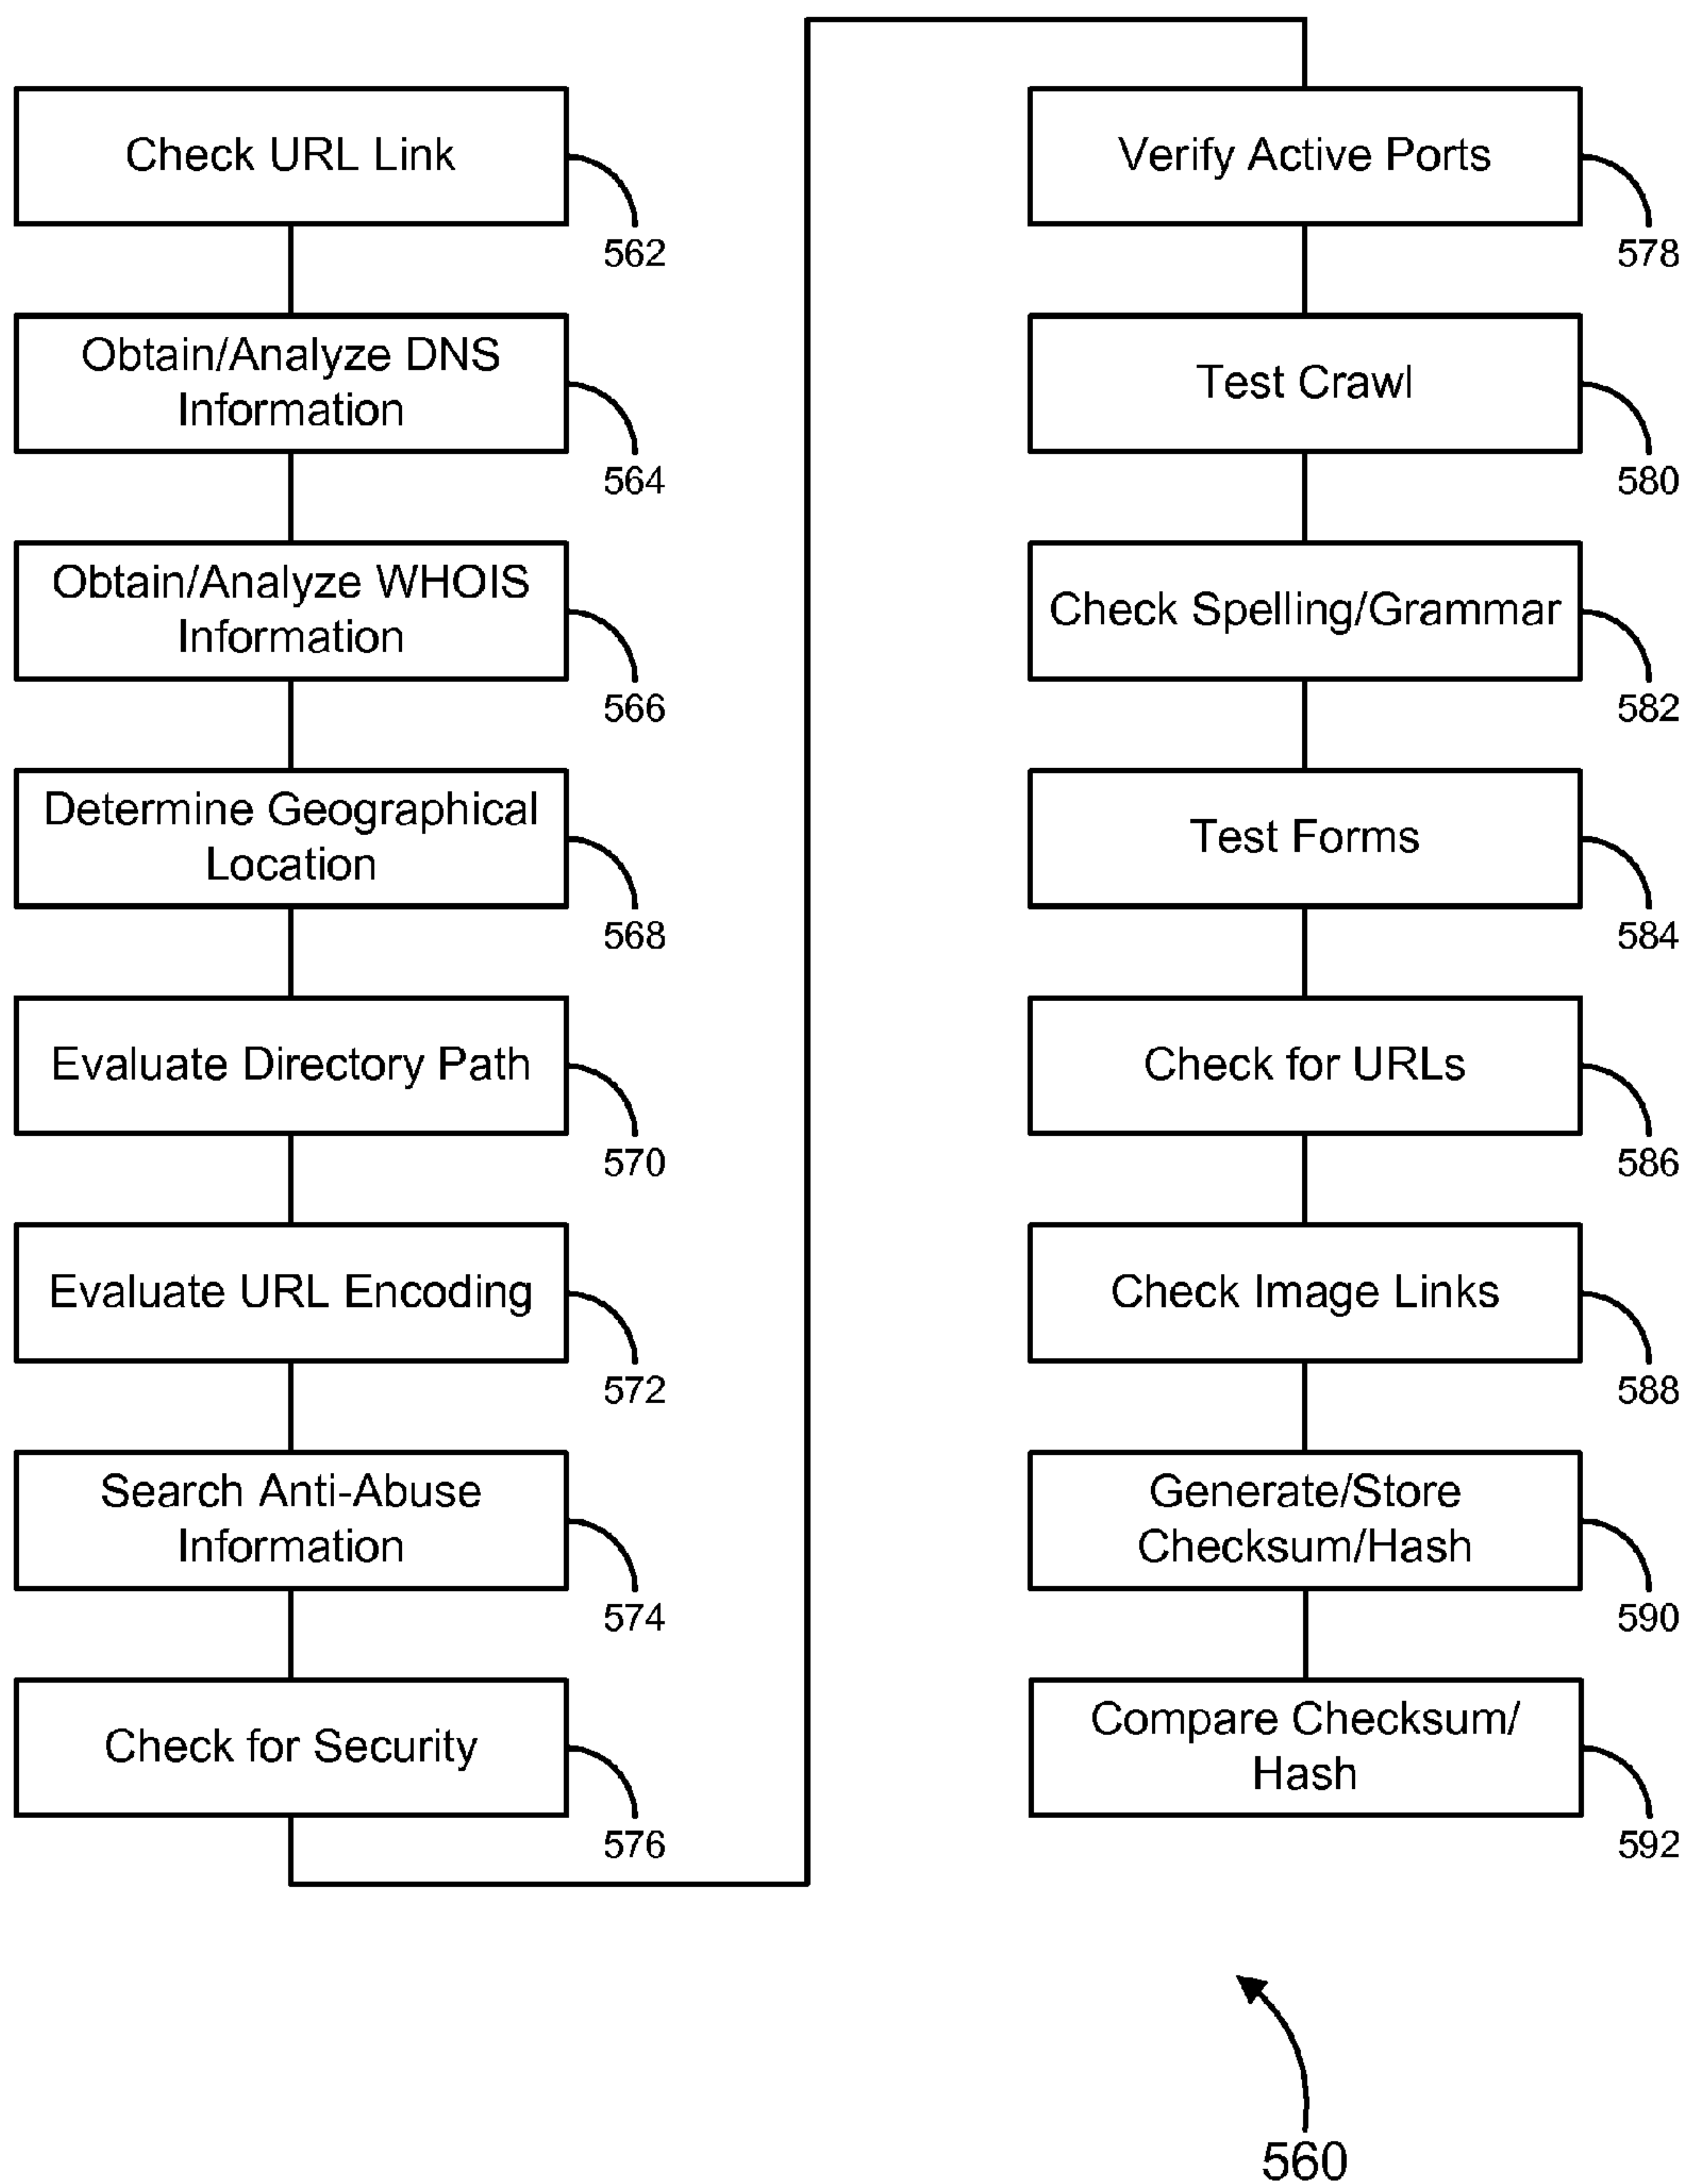 Check URL Link
562
Obtain/Analyze DNS
Information
564
Obtain/Analyze WHOIS
Information
566
Determine Geographical
Location
568
Evaluate Directory Path
570
Evaluate URL Encoding
572
Search Anti-Abuse
Information
574
Check for Security
576
Verify Active Ports
578
Test Crawl
580
Check Spelling/Grammar
582
Test Forms
584
Check for URLs
586
Check Image Links
588
Generate/Store
Checksum/Hash
590
Compare Checksum/
Hash
592
560